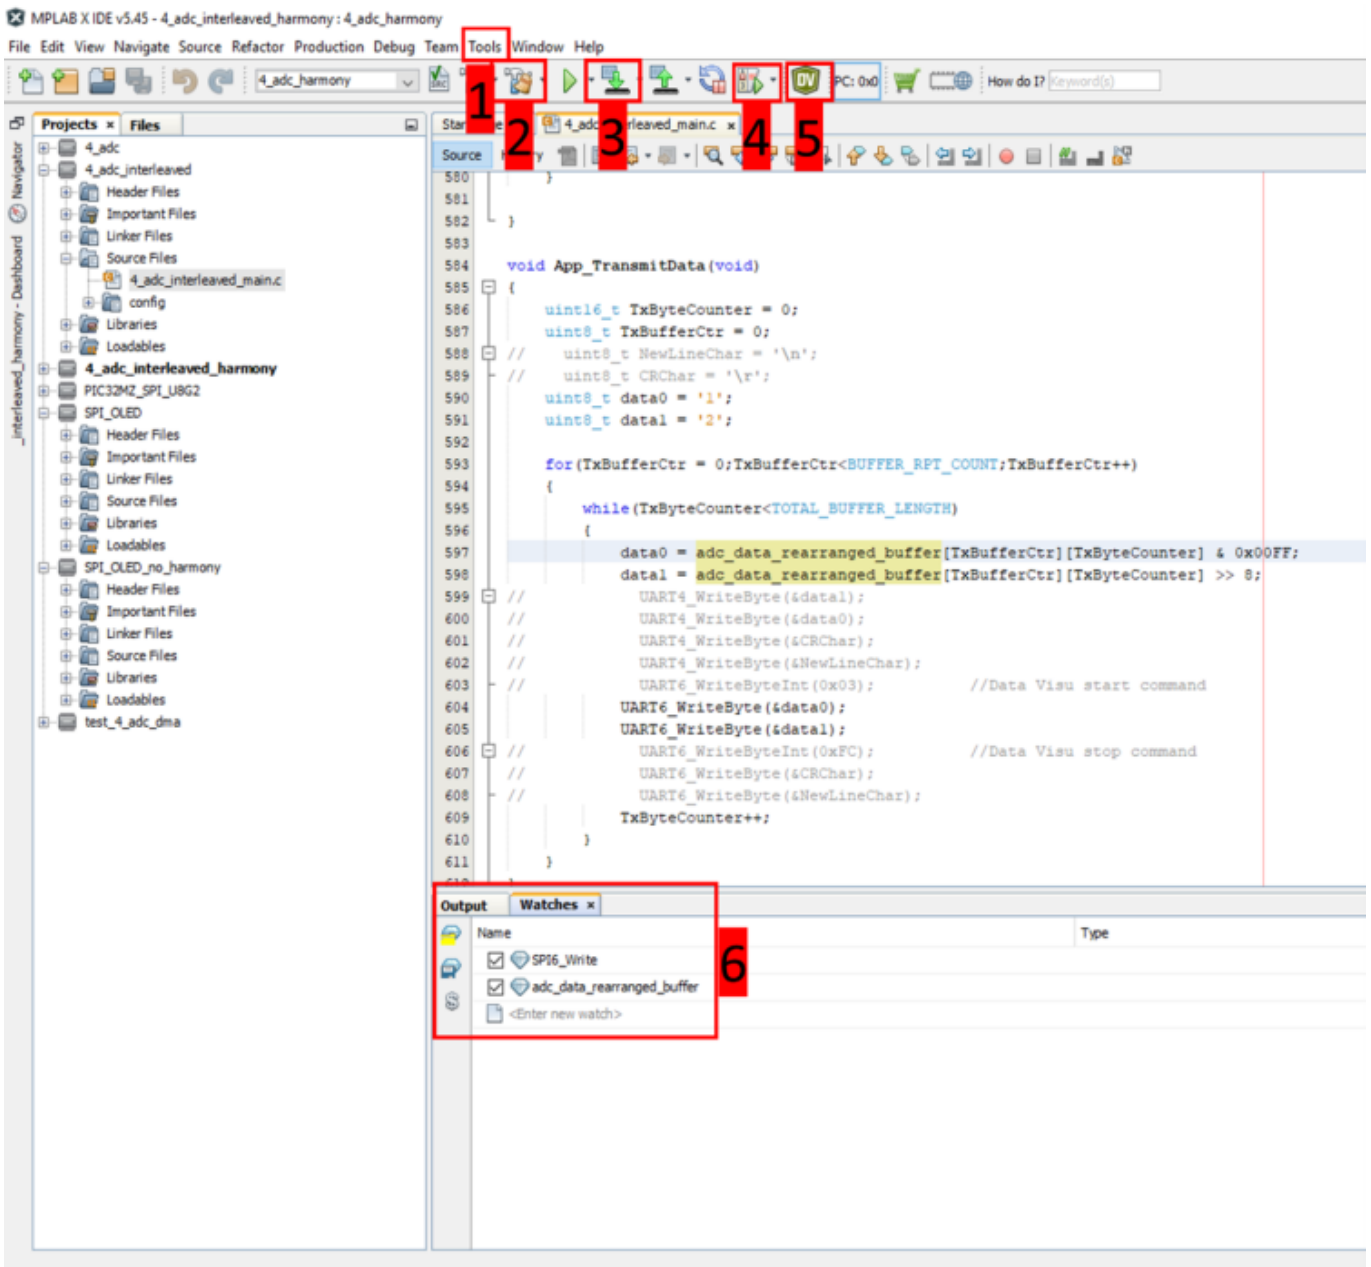 MPLAB X IDE v5.45 - 4_adc_interleaved_harmony : 4_adc_harmony
File Edit View Navigate Source Refactor Production Debug Team Tools Window Help
4_adc_harmony
PC: 0x0
How do I? Keyword(s)
1
2
3
4
5
Projects × Files
4_adc
4_adc_interleaved
Header Files
Important Files
Linker Files
Source Files
4_adc_interleaved_main.c
config
Libraries
Loadables
4_adc_interleaved_harmony
PIC32MZ_SPI_U8G2
SPI_OLED
Header Files
Important Files
Linker Files
Source Files
Libraries
Loadables
SPI_OLED_no_harmony
Header Files
Important Files
Linker Files
Source Files
Libraries
Loadables
test_4_adc_dma
Navigator
_interleaved_harmony - Dashboard
Source
580 }
581
582 }
583
584 void App_TransmitData(void)
585 {
586 uint16_t TxByteCounter = 0;
587 uint8_t TxBufferCtr = 0;
588 // uint8_t NewLineChar = '\n';
589 // uint8_t CRChar = '\r';
590 uint8_t data0 = '1';
591 uint8_t data1 = '2';
592
593 for(TxBufferCtr = 0;TxBufferCtr<BUFFER_RPT_COUNT;TxBufferCtr++)
594 {
595 while(TxByteCounter<TOTAL_BUFFER_LENGTH)
596 {
597 data0 = adc_data_rearranged_buffer[TxBufferCtr][TxByteCounter] & 0x00FF;
598 data1 = adc_data_rearranged_buffer[TxBufferCtr][TxByteCounter] >> 8;
599 // UART4_WriteByte(&data1);
600 // UART4_WriteByte(&data0);
601 // UART4_WriteByte(&CRChar);
602 // UART4_WriteByte(&NewLineChar);
603 // UART6_WriteByteInt(0x03); //Data Visu start command
604 UART6_WriteByte(&data0);
605 UART6_WriteByte(&data1);
606 // UART6_WriteByteInt(0xFC); //Data Visu stop command
607 // UART6_WriteByte(&CRChar);
608 // UART6_WriteByte(&NewLineChar);
609 TxByteCounter++;
610 }
611 }
Output Watches ×
Name Type
SPI6_Write
adc_data_rearranged_buffer
<Enter new watch>
6